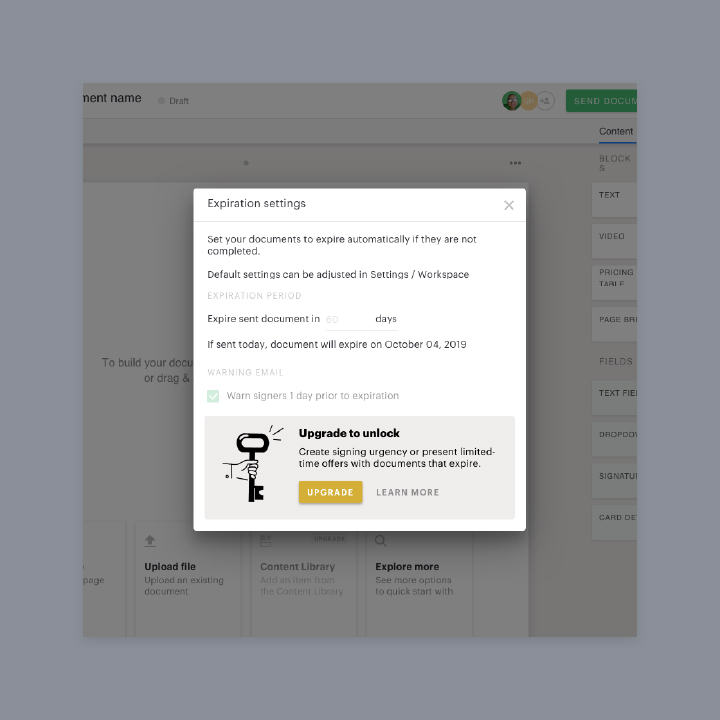 ment name
Draft
SEND DOCUM
Content
BLOCK
S
TEXT
VIDEO
PRICING
TABLE
PAGE BRE
FIELDS
TEXT FIE
DROPDOW
SIGNATU
CARD DE
Expiration settings
Set your documents to expire automatically if they are not
completed.
Default settings can be adjusted in Settings / Workspace
EXPIRATION PERIOD
Expire sent document in 60 days
If sent today, document will expire on October 04, 2019
WARNING EMAIL
Warn signers 1 day prior to expiration
Upgrade to unlock
Create signing urgency or present limited-
time offers with documents that expire.
UPGRADE LEARN MORE
To build your docu
or drag &
page
Upload file
Upload an existing
document
UPGRADE
Content Library
Add an item from
the Content Library
Explore more
See more options
to quick start with